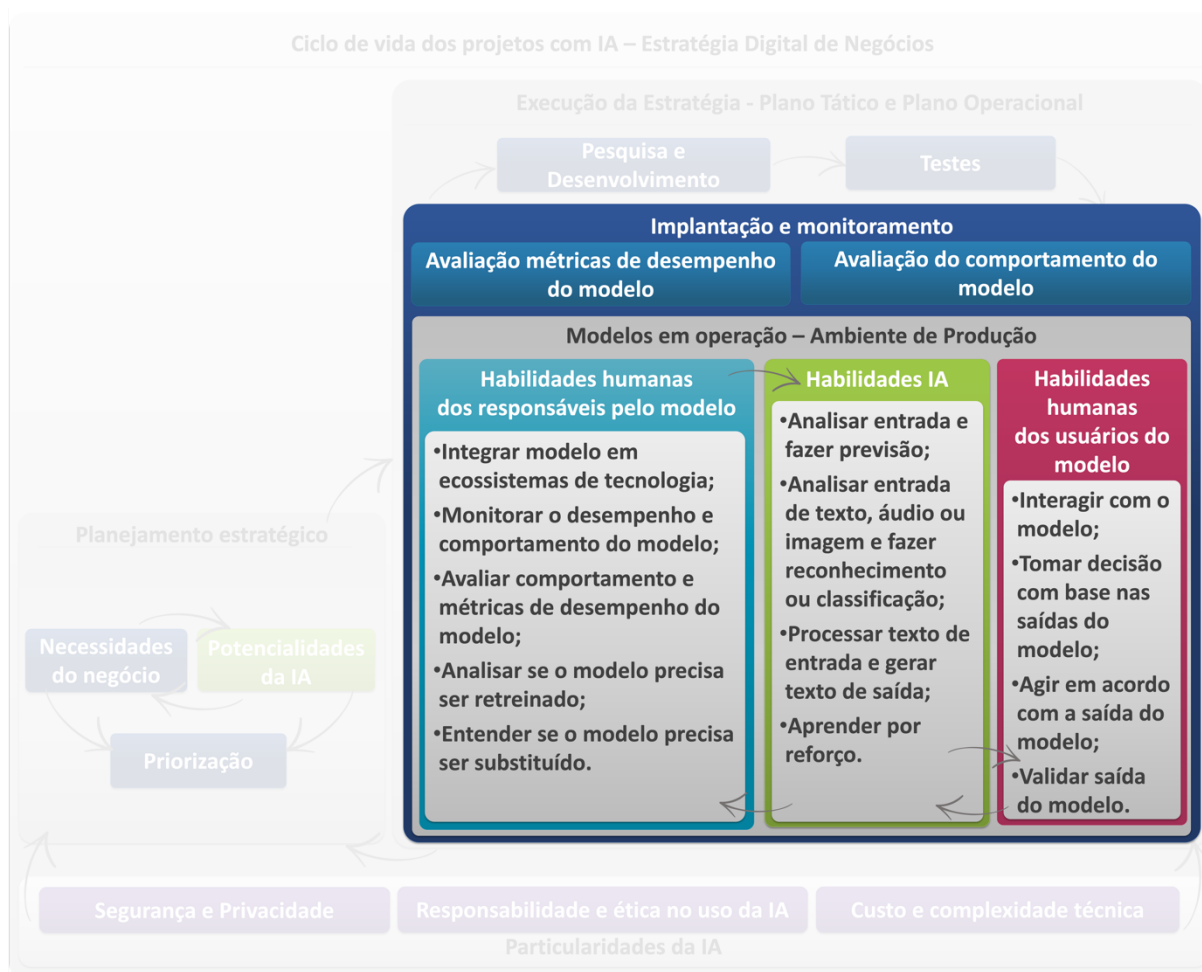 Ciclo de vida dos projetos com IA – Estratégia Digital de Negócios
Execução da Estratégia - Plano Tático e Plano Operacional
Pesquisa e
Desenvolvimento
Testes
Implantação e monitoramento
Avaliação métricas de desempenho
do modelo
Avaliação do comportamento do
modelo
Modelos em operação – Ambiente de Produção
Habilidades humanas
dos responsáveis pelo modelo
•Integrar modelo em
ecossistemas de tecnologia;
•Monitorar o desempenho e
comportamento do modelo;
•Avaliar comportamento e
métricas de desempenho do
modelo;
•Analisar se o modelo precisa
ser retreinado;
•Entender se o modelo precisa
ser substituído.
Habilidades IA
•Analisar entrada e
fazer previsão;
•Analisar entrada
de texto, áudio ou
imagem e fazer
reconhecimento
ou classificação;
•Processar texto de
entrada e gerar
texto de saída;
•Aprender por
reforço.
Habilidades
humanas
dos usuários do
modelo
•Interagir com o
modelo;
•Tomar decisão
com base nas
saídas do
modelo;
•Agir em acordo
com a saída do
modelo;
•Validar saída
do modelo.
Planejamento estratégico
Necessidades
do negócio
Potencialidades
da IA
Priorização
Segurança e Privacidade
Responsabilidade e ética no uso da IA
Custo e complexidade técnica
Particularidades da IA